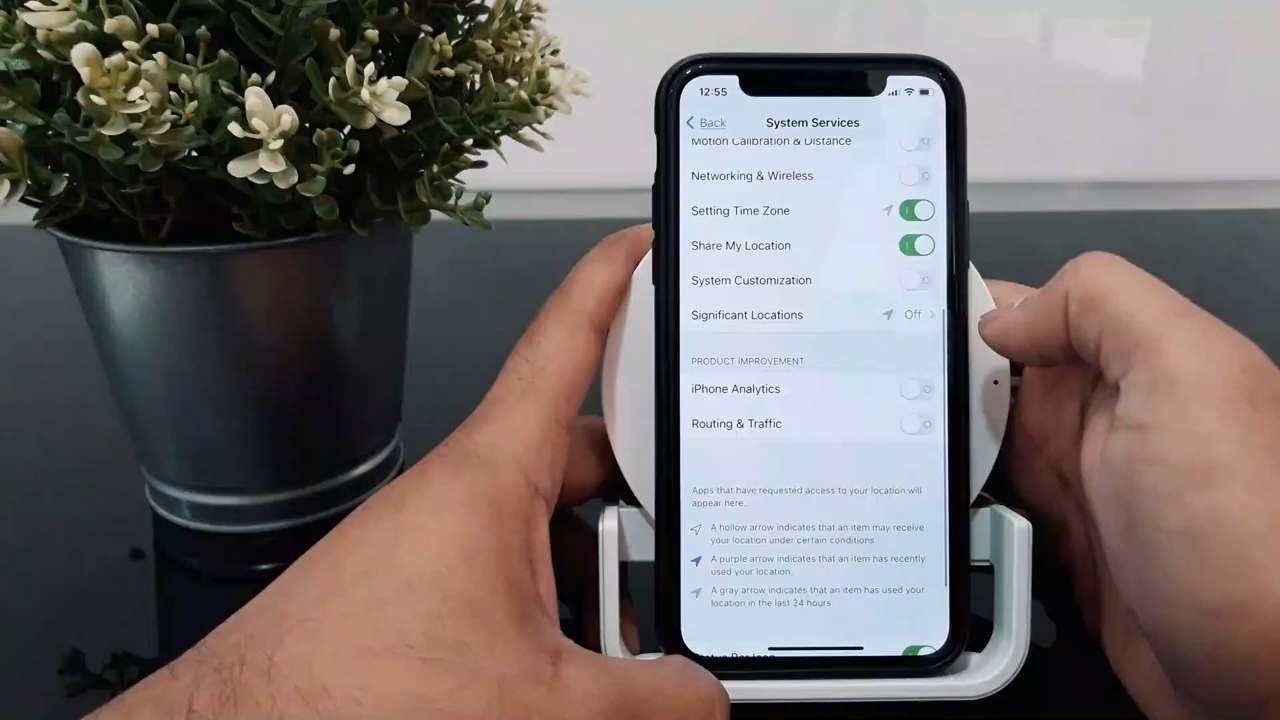 12:55
Back System Services
Motion Calibration & Distance
Networking & Wireless
Setting Time Zone
Share My Location
System Customization
Significant Locations Off
PRODUCT IMPROVEMENT
iPhone Analytics
Routing & Traffic
Apps that have requested access to your location will
appear here.
A hollow arrow indicates that an item may receive
your location under certain conditions.
A purple arrow indicates that an item has recently
used your location.
A gray arrow indicates that an item has used your
location in the last 24 hours.
Status Bar Icon